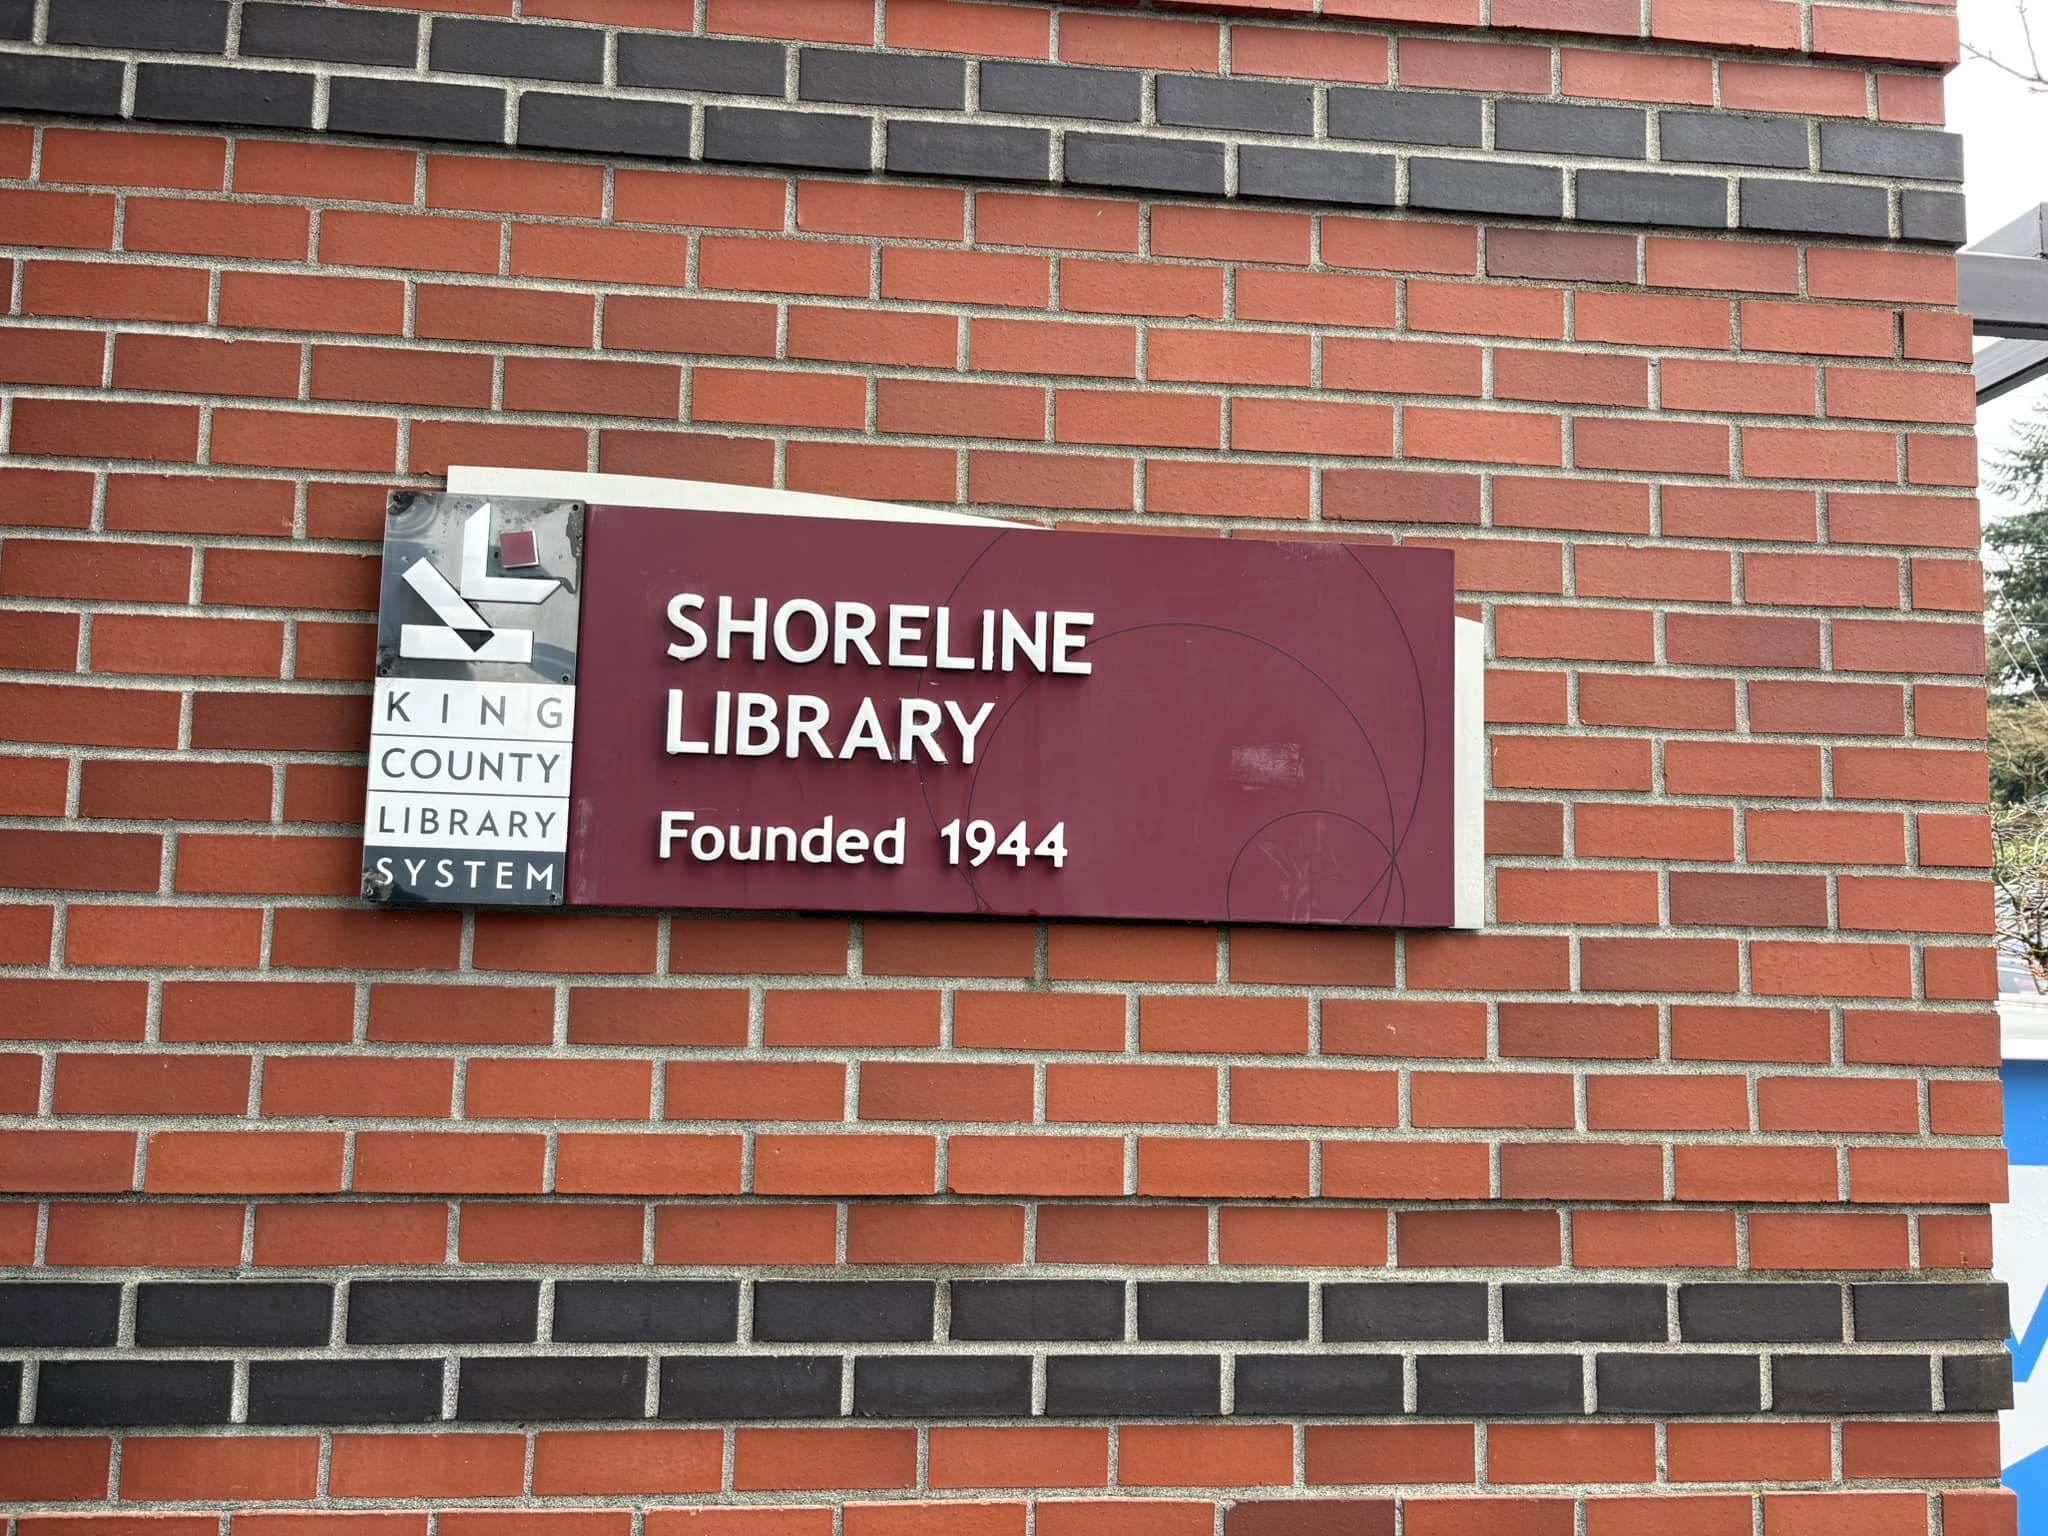 KING
COUNTY
LIBRARY
SYSTEM
SHORELINE
LIBRARY
Founded 1944